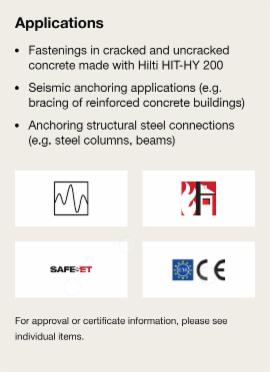 Applications
• Fastenings in cracked and uncracked
concrete made with Hilti HIT-HY 200
• Seismic anchoring applications (e.g.
bracing of reinforced concrete buildings)
• Anchoring structural steel connections
(e.g. steel columns, beams)
SAFE-ET
CE
For approval or certificate information, please see
individual items.